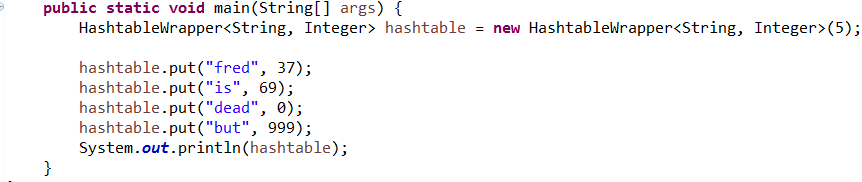 public static void main(String[] args) {
HashtableWrapper<String, Integer> hashtable = new HashtableWrapper<String, Integer>(5);
hashtable.put("fred", 37);
hashtable.put("is", 69);
hashtable.put("dead", 0);
hashtable.put("but", 999);
System.out.println(hashtable);
}